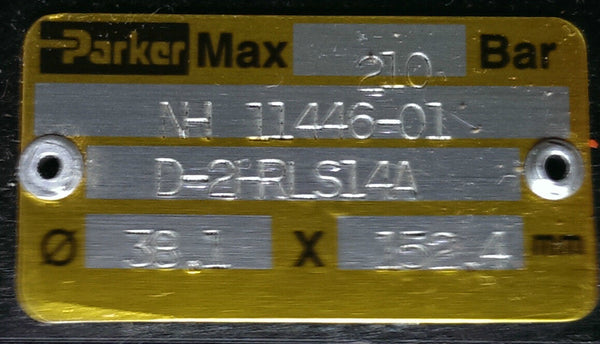 Parker Max 210 Bar
NH 11446-01
D-2HRLS14A
Ø 38.1 X 152.4 mm